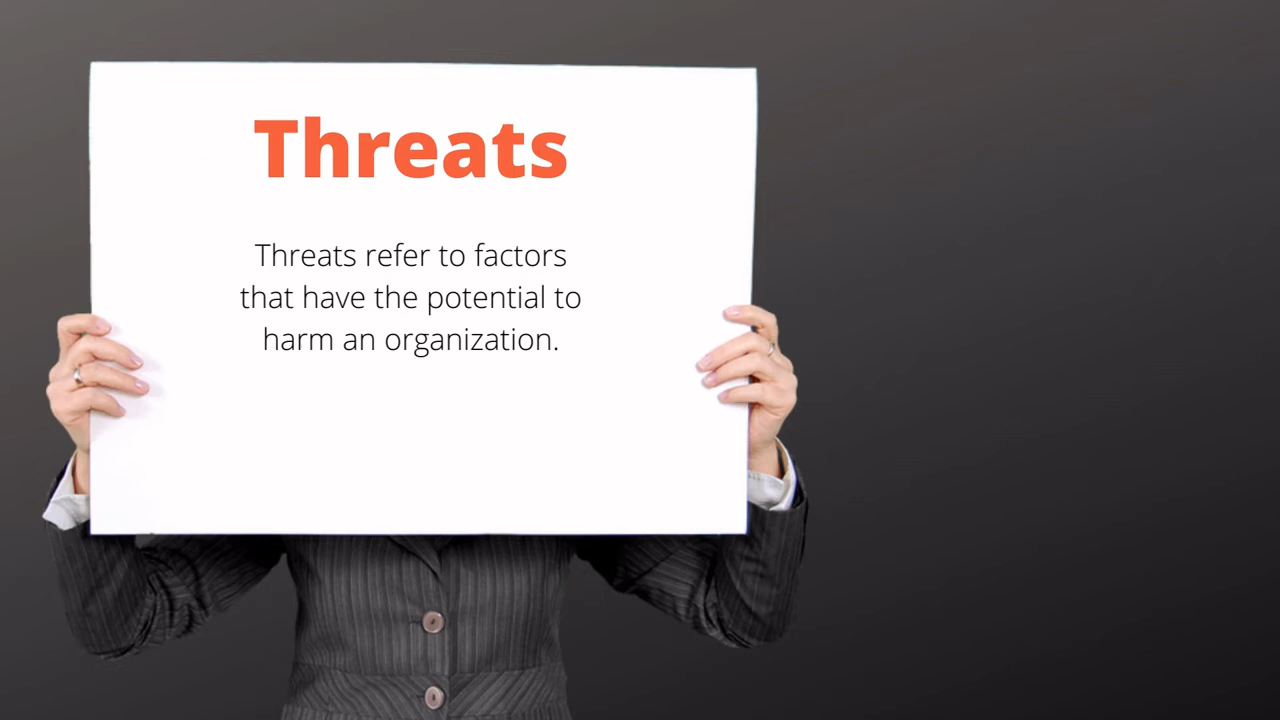 Threats
Threats refer to factors
that have the potential to
harm an organization.